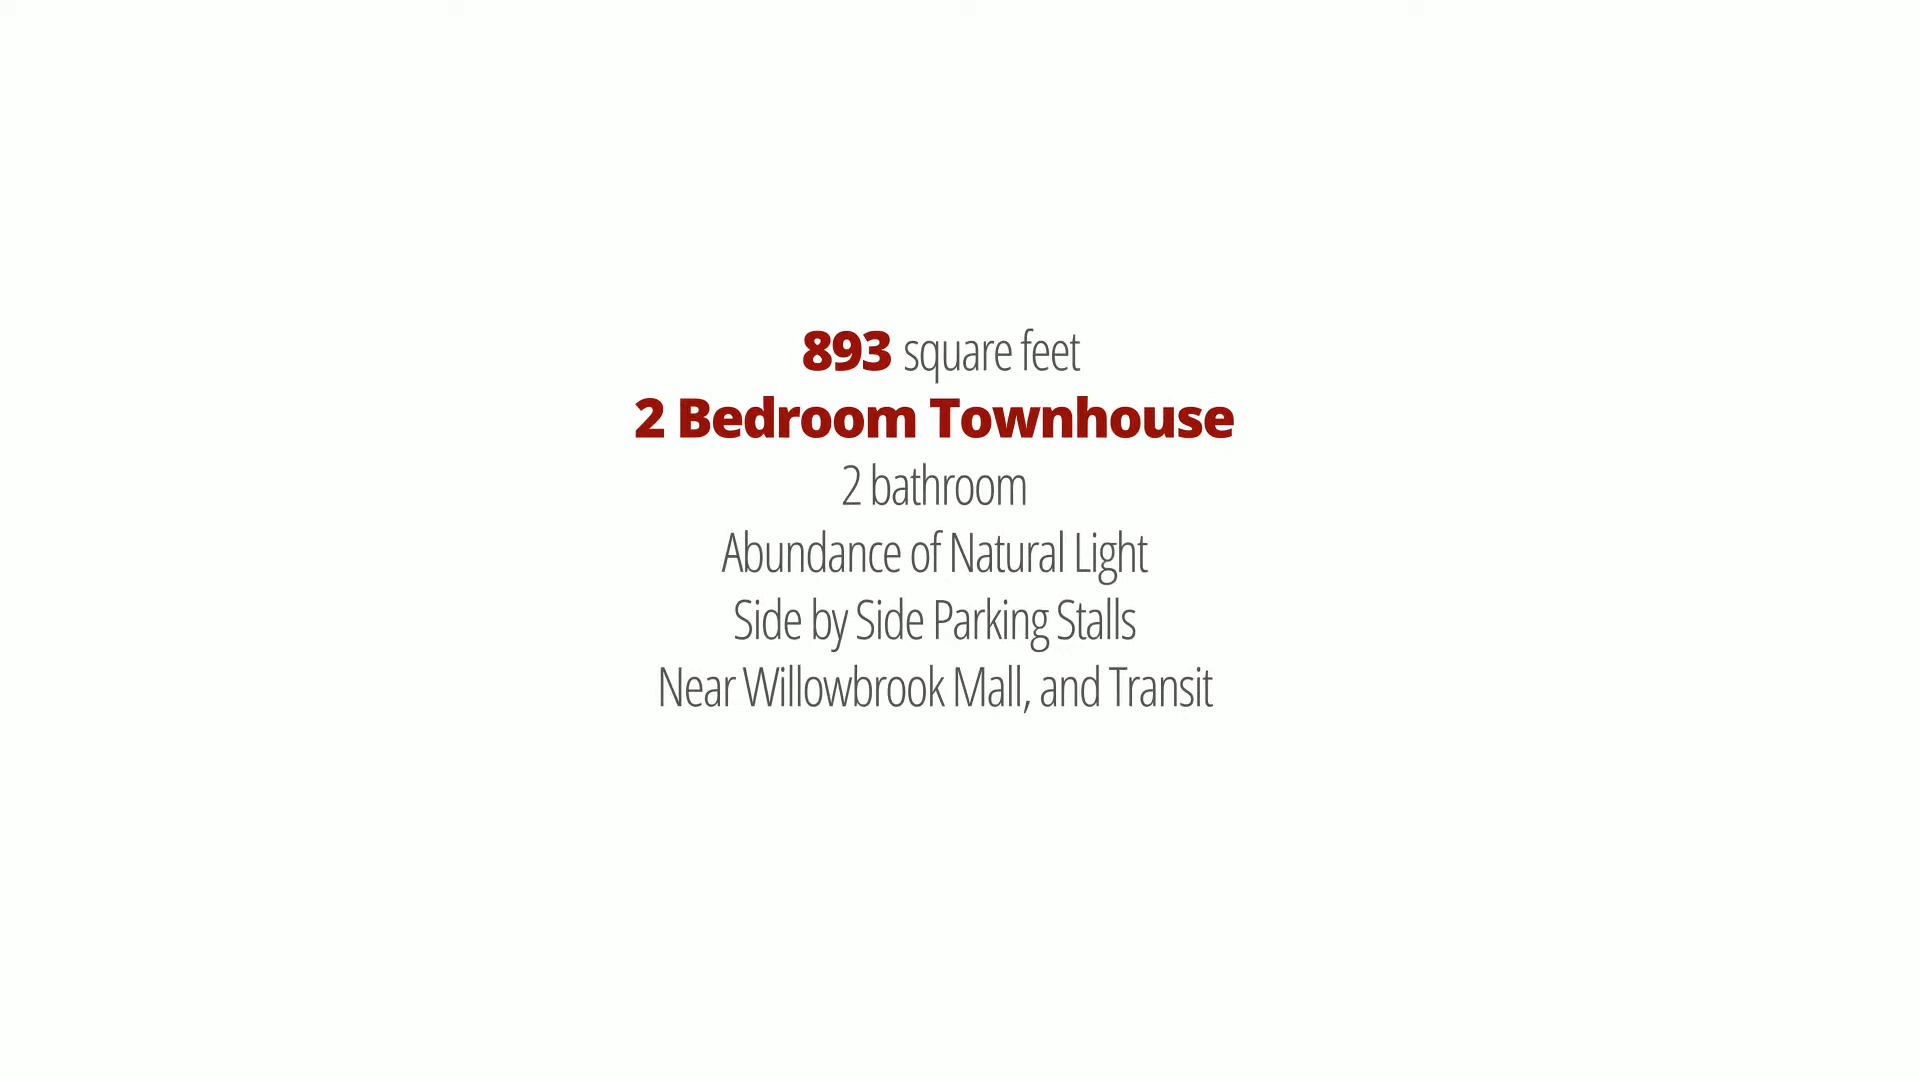 893 square feet
2 Bedroom Townhouse
2 bathroom
Abundance of Natural Light
Side by Side Parking Stalls
Near Willowbrook Mall, and Transit